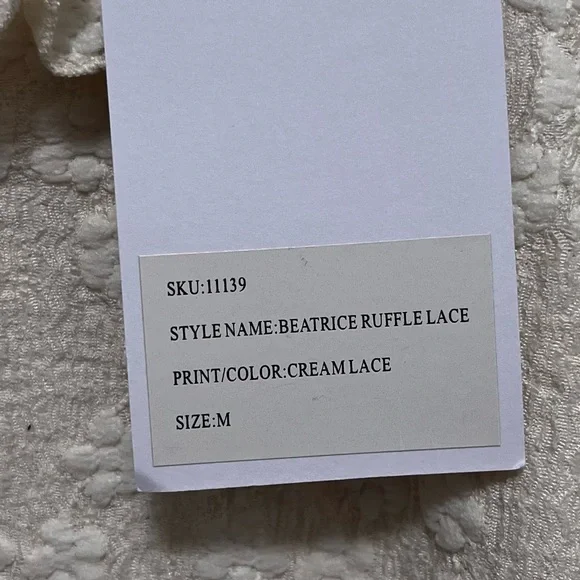 SKU:11139
STYLE NAME:BEATRICE RUFFLE LACE
PRINT/COLOR:CREAM LACE
SIZE:M